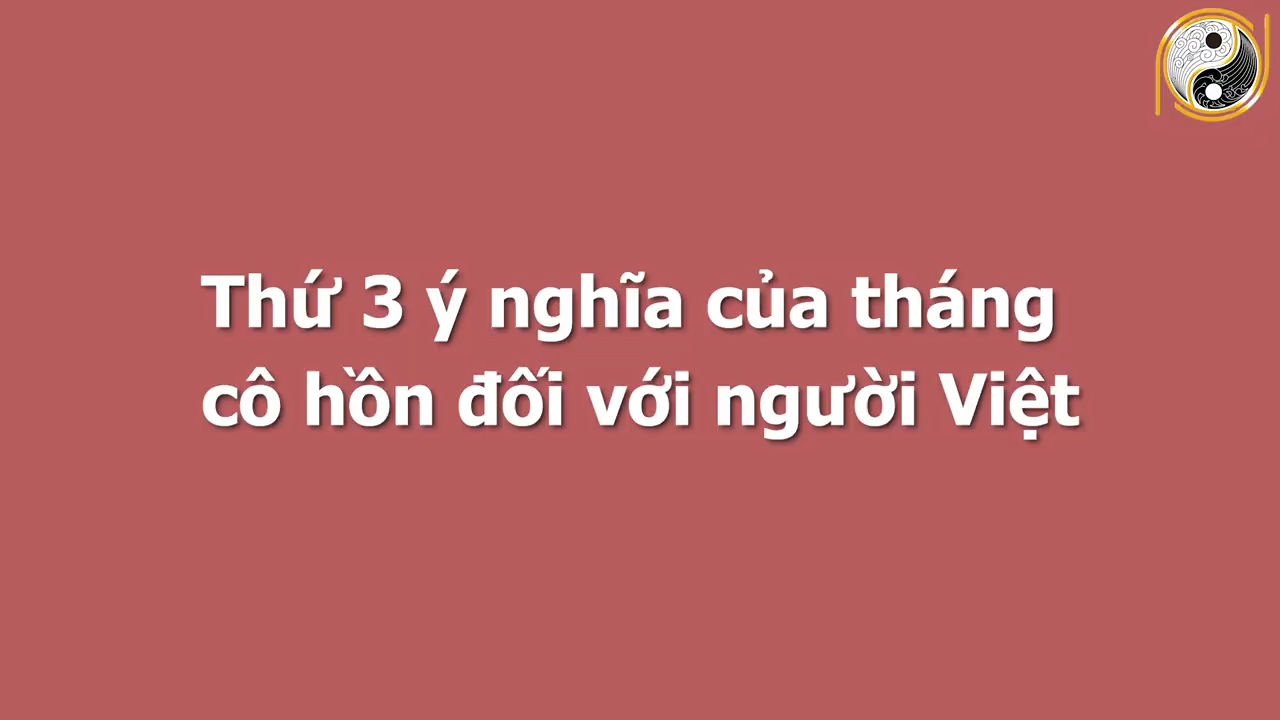 Thứ 3 ý nghĩa của tháng
cô hồn đối với người Việt